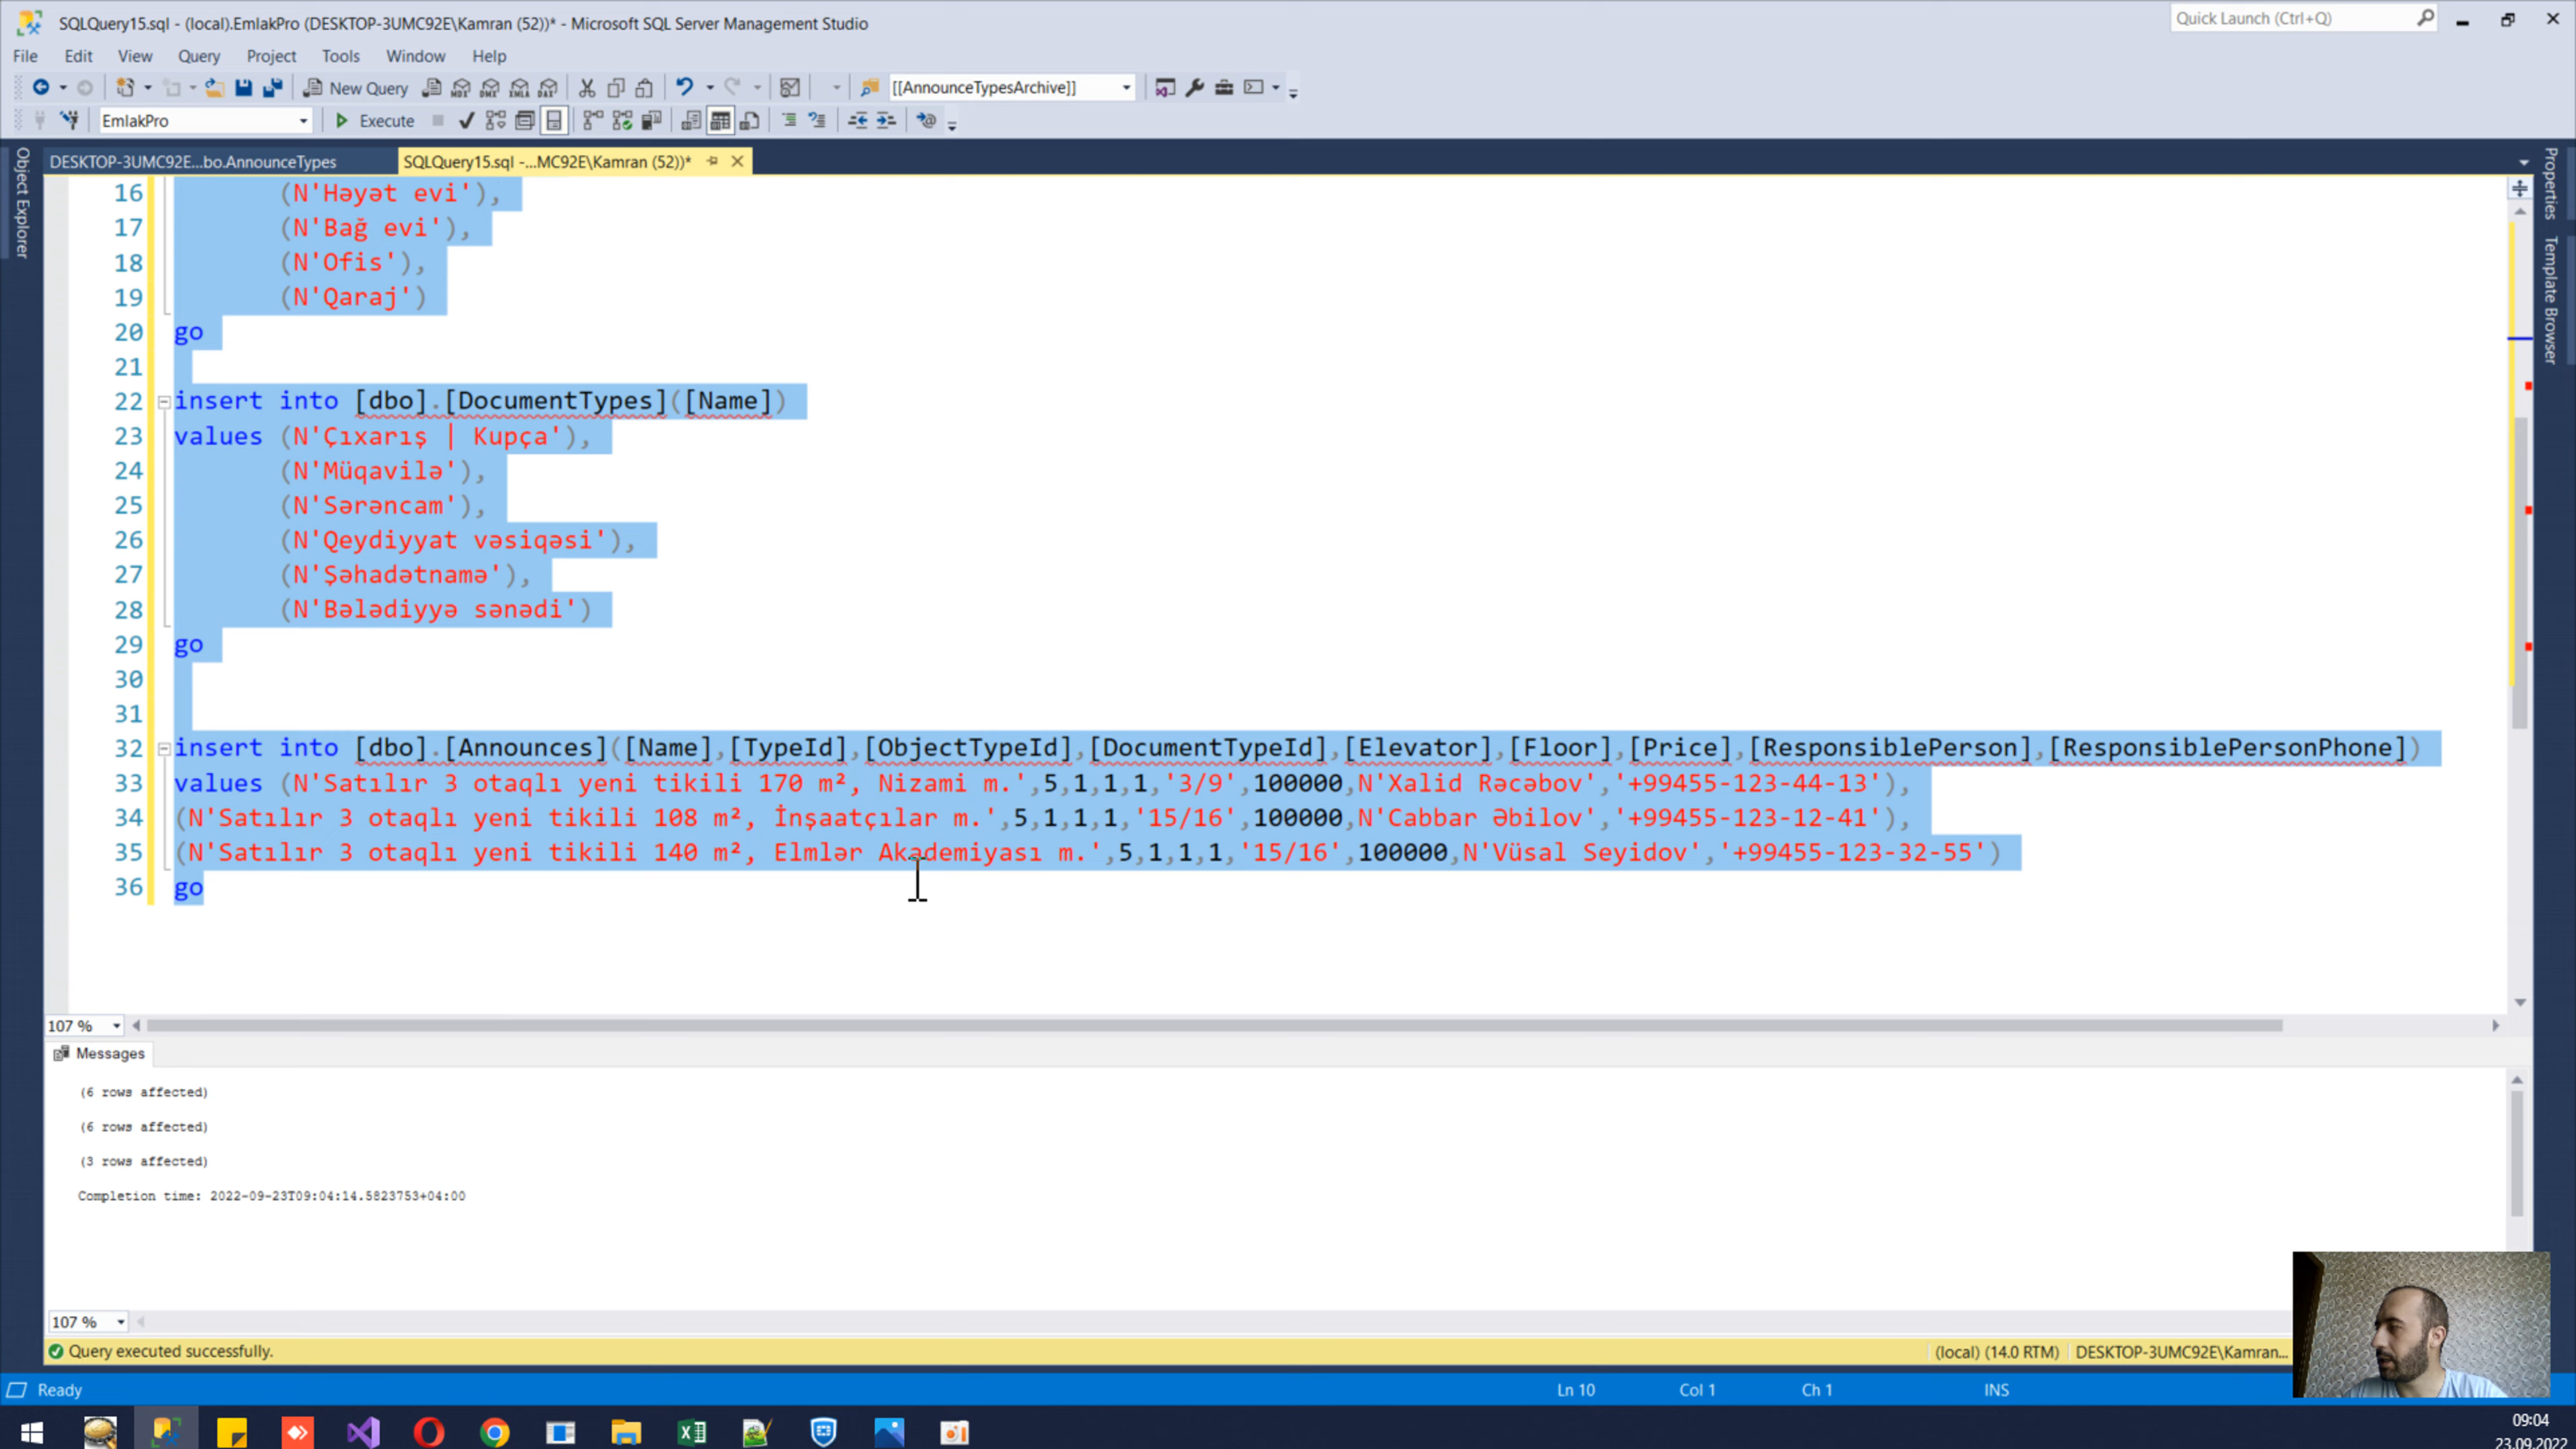 SQLQuery15.sql - (local).EmlakPro (DESKTOP-3UMC92E\Kamran (52))* - Microsoft SQL Server Management Studio
Quick Launch (Ctrl+Q)
File Edit View Query Project Tools Window Help
New Query MDX DMX XMLA DAX [[AnnounceTypesArchive]]
EmlakPro Execute
Object Explorer
DESKTOP-3UMC92E...bo.AnnounceTypes SQLQuery15.sql -...MC92E\Kamran (52))*
Properties
Template Browser
16 (N'Həyət evi'),
17 (N'Bağ evi'),
18 (N'Ofis'),
19 (N'Qaraj')
20 go
21
22 insert into [dbo].[DocumentTypes]([Name])
23 values (N'Çıxarış | Kupça'),
24 (N'Müqavilə'),
25 (N'Sərəncam'),
26 (N'Qeydiyyat vəsiqəsi'),
27 (N'Şəhadətnamə'),
28 (N'Bələdiyyə sənədi')
29 go
30
31
32 insert into [dbo].[Announces]([Name],[TypeId],[ObjectTypeId],[DocumentTypeId],[Elevator],[Floor],[Price],[ResponsiblePerson],[ResponsiblePersonPhone])
33 values (N'Satılır 3 otaqlı yeni tikili 170 m², Nizami m.',5,1,1,1,'3/9',100000,N'Xalid Rəcəbov','+99455-123-44-13'),
34 (N'Satılır 3 otaqlı yeni tikili 108 m², İnşaatçılar m.',5,1,1,1,'15/16',100000,N'Cabbar Əbilov','+99455-123-12-41'),
35 (N'Satılır 3 otaqlı yeni tikili 140 m², Elmlər Akademiyası m.',5,1,1,1,'15/16',100000,N'Vüsal Seyidov','+99455-123-32-55')
36 go
107 %
Messages
(6 rows affected)
(6 rows affected)
(3 rows affected)
Completion time: 2022-09-23T09:04:14.5823753+04:00
107 %
Query executed successfully. (local) (14.0 RTM) DESKTOP-3UMC92E\Kamran...
Ready Ln 10 Col 1 Ch 1 INS
09:04
23.09.2022